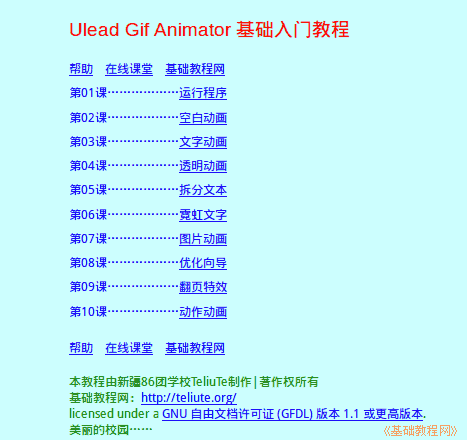 Ulead Gif Animator 基础入门教程
帮助 在线课堂 基础教程网
第01课………………运行程序
第02课………………空白动画
第03课………………文字动画
第04课………………透明动画
第05课………………拆分文本
第06课………………霓虹文字
第07课………………图片动画
第08课………………优化向导
第09课………………翻页特效
第10课………………动作动画
帮助 在线课堂 基础教程网
本教程由新疆86团学校TeliuTe制作|著作权所有
基础教程网：http://teliute.org/
licensed under a GNU 自由文档许可证 (GFDL) 版本 1.1 或更高版本.
美丽的校园……
《基础教程网》